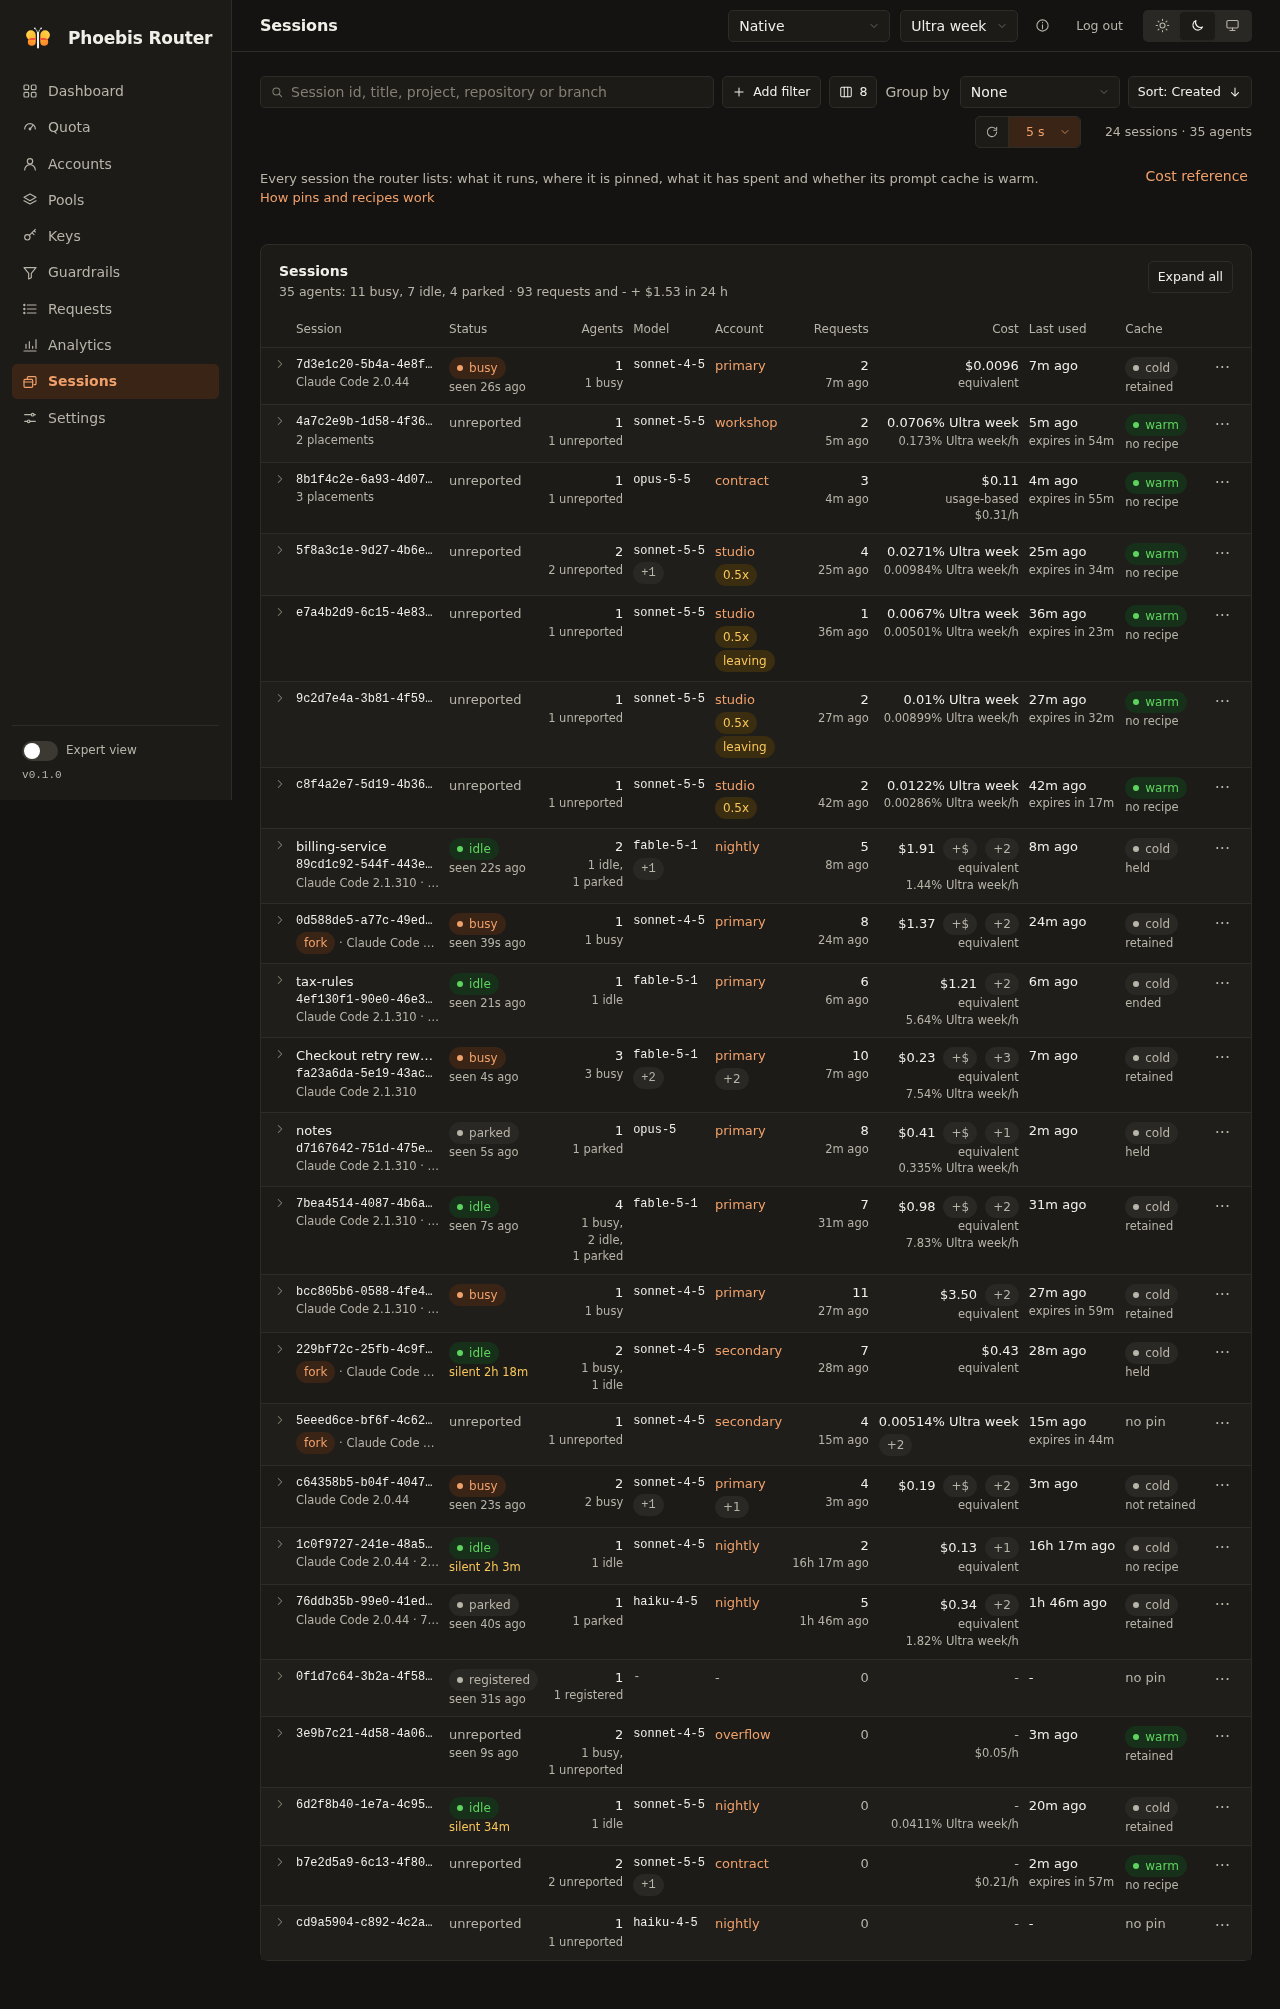 Phoebis Router
Dashboard
Quota
Accounts
Pools
Keys
Guardrails
Requests
Analytics
Sessions
Settings
Expert view
v0.1.0
Sessions
Native
Ultra week
Log out
Session id, title, project, repository or branch
Add filter
8
Group by
None
Sort: Created
5 s
24 sessions · 35 agents
Every session the router lists: what it runs, where it is pinned, what it has spent and whether its prompt cache is warm.
How pins and recipes work
Cost reference
Sessions
35 agents: 11 busy, 7 idle, 4 parked · 93 requests and - + $1.53 in 24 h
Expand all
Session Status Agents Model Account Requests Cost Last used Cache
7d3e1c20-5b4a-4e8f… busy 1 sonnet-4-5 primary 2 $0.0096 7m ago cold ···
Claude Code 2.0.44 seen 26s ago 1 busy 7m ago equivalent retained
4a7c2e9b-1d58-4f36… unreported 1 sonnet-5-5 workshop 2 0.0706% Ultra week 5m ago warm ···
2 placements 1 unreported 5m ago 0.173% Ultra week/h expires in 54m no recipe
8b1f4c2e-6a93-4d07… unreported 1 opus-5-5 contract 3 $0.11 4m ago warm ···
3 placements 1 unreported 4m ago usage-based expires in 55m no recipe
$0.31/h
5f8a3c1e-9d27-4b6e… unreported 2 sonnet-5-5 studio 4 0.0271% Ultra week 25m ago warm ···
2 unreported +1 0.5x 25m ago 0.00984% Ultra week/h expires in 34m no recipe
e7a4b2d9-6c15-4e83… unreported 1 sonnet-5-5 studio 1 0.0067% Ultra week 36m ago warm ···
1 unreported 0.5x 36m ago 0.00501% Ultra week/h expires in 23m no recipe
leaving
9c2d7e4a-3b81-4f59… unreported 1 sonnet-5-5 studio 2 0.01% Ultra week 27m ago warm ···
1 unreported 0.5x 27m ago 0.00899% Ultra week/h expires in 32m no recipe
leaving
c8f4a2e7-5d19-4b36… unreported 1 sonnet-5-5 studio 2 0.0122% Ultra week 42m ago warm ···
1 unreported 0.5x 42m ago 0.00286% Ultra week/h expires in 17m no recipe
billing-service idle 2 fable-5-1 nightly 5 $1.91 +$ +2 8m ago cold ···
89cd1c92-544f-443e… seen 22s ago 1 idle, +1 8m ago equivalent held
Claude Code 2.1.310 · … 1 parked 1.44% Ultra week/h
0d588de5-a77c-49ed… busy 1 sonnet-4-5 primary 8 $1.37 +$ +2 24m ago cold ···
fork · Claude Code … seen 39s ago 1 busy 24m ago equivalent retained
tax-rules idle 1 fable-5-1 primary 6 $1.21 +2 6m ago cold ···
4ef130f1-90e0-46e3… seen 21s ago 1 idle 6m ago equivalent ended
Claude Code 2.1.310 · … 5.64% Ultra week/h
Checkout retry rew… busy 3 fable-5-1 primary 10 $0.23 +$ +3 7m ago cold ···
fa23a6da-5e19-43ac… seen 4s ago 3 busy +2 +2 7m ago equivalent retained
Claude Code 2.1.310 7.54% Ultra week/h
notes parked 1 opus-5 primary 8 $0.41 +$ +1 2m ago cold ···
d7167642-751d-475e… seen 5s ago 1 parked 2m ago equivalent held
Claude Code 2.1.310 · … 0.335% Ultra week/h
7bea4514-4087-4b6a… idle 4 fable-5-1 primary 7 $0.98 +$ +2 31m ago cold ···
Claude Code 2.1.310 · … seen 7s ago 1 busy, 31m ago equivalent retained
2 idle, 7.83% Ultra week/h
1 parked
bcc805b6-0588-4fe4… busy 1 sonnet-4-5 primary 11 $3.50 +2 27m ago cold ···
Claude Code 2.1.310 · … 1 busy 27m ago equivalent expires in 59m retained
229bf72c-25fb-4c9f… idle 2 sonnet-4-5 secondary 7 $0.43 28m ago cold ···
fork · Claude Code … silent 2h 18m 1 busy, 28m ago equivalent held
1 idle
5eeed6ce-bf6f-4c62… unreported 1 sonnet-4-5 secondary 4 0.00514% Ultra week 15m ago no pin ···
fork · Claude Code … 1 unreported 15m ago +2 expires in 44m
c64358b5-b04f-4047… busy 2 sonnet-4-5 primary 4 $0.19 +$ +2 3m ago cold ···
Claude Code 2.0.44 seen 23s ago 2 busy +1 +1 3m ago equivalent not retained
1c0f9727-241e-48a5… idle 1 sonnet-4-5 nightly 2 $0.13 +1 16h 17m ago cold ···
Claude Code 2.0.44 · 2… silent 2h 3m 1 idle 16h 17m ago equivalent no recipe
76ddb35b-99e0-41ed… parked 1 haiku-4-5 nightly 5 $0.34 +2 1h 46m ago cold ···
Claude Code 2.0.44 · 7… seen 40s ago 1 parked 1h 46m ago equivalent retained
1.82% Ultra week/h
0f1d7c64-3b2a-4f58… registered 1 - - 0 - - no pin ···
seen 31s ago 1 registered
3e9b7c21-4d58-4a06… unreported 2 sonnet-4-5 overflow 0 - 3m ago warm ···
seen 9s ago 1 busy, $0.05/h retained
1 unreported
6d2f8b40-1e7a-4c95… idle 1 sonnet-5-5 nightly 0 - 20m ago cold ···
silent 34m 1 idle 0.0411% Ultra week/h retained
b7e2d5a9-6c13-4f80… unreported 2 sonnet-5-5 contract 0 - 2m ago warm ···
2 unreported +1 $0.21/h expires in 57m no recipe
cd9a5904-c892-4c2a… unreported 1 haiku-4-5 nightly 0 - - no pin ···
1 unreported